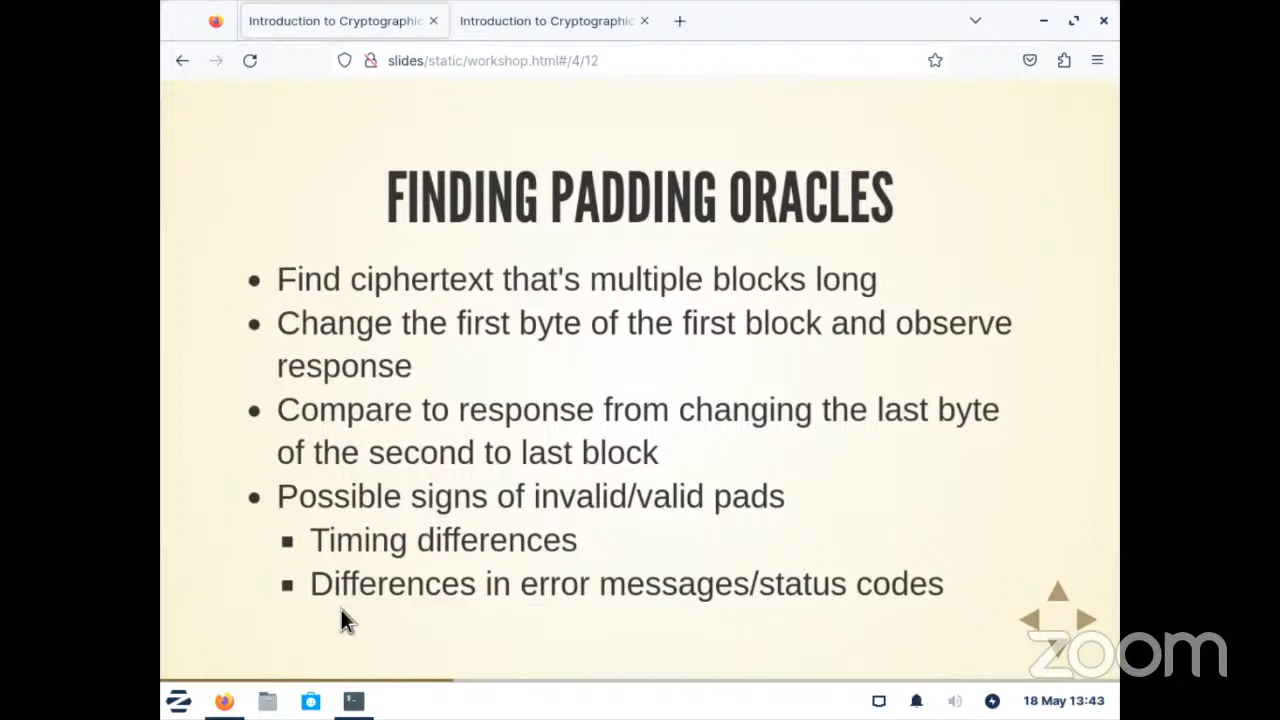 Introduction to Cryptographic
Introduction to Cryptographic
slides/static/workshop.html#/4/12
FINDING PADDING ORACLES
Find ciphertext that's multiple blocks long
Change the first byte of the first block and observe
response
Compare to response from changing the last byte
of the second to last block
Possible signs of invalid/valid pads
Timing differences
Differences in error messages/status codes
zoom
18 May 13:43